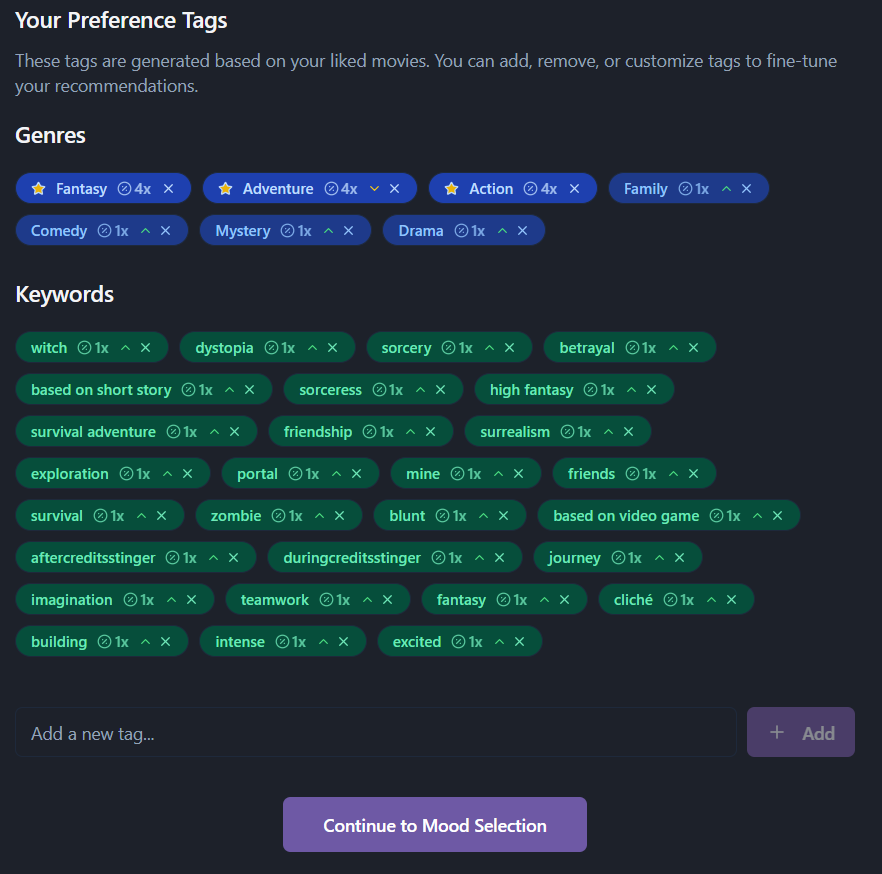 Your Preference Tags
These tags are generated based on your liked movies. You can add, remove, or customize tags to fine-tune
your recommendations.
Genres
Fantasy 4x Adventure 4x Action 4x Family 1x
Comedy 1x Mystery 1x Drama 1x
Keywords
witch 1x dystopia 1x sorcery 1x betrayal 1x
based on short story 1x sorceress 1x high fantasy 1x
survival adventure 1x friendship 1x surrealism 1x
exploration 1x portal 1x mine 1x friends 1x
survival 1x zombie 1x blunt 1x based on video game 1x
aftercreditsstinger 1x duringcreditsstinger 1x journey 1x
imagination 1x teamwork 1x fantasy 1x cliché 1x
building 1x intense 1x excited 1x
Add a new tag... + Add
Continue to Mood Selection